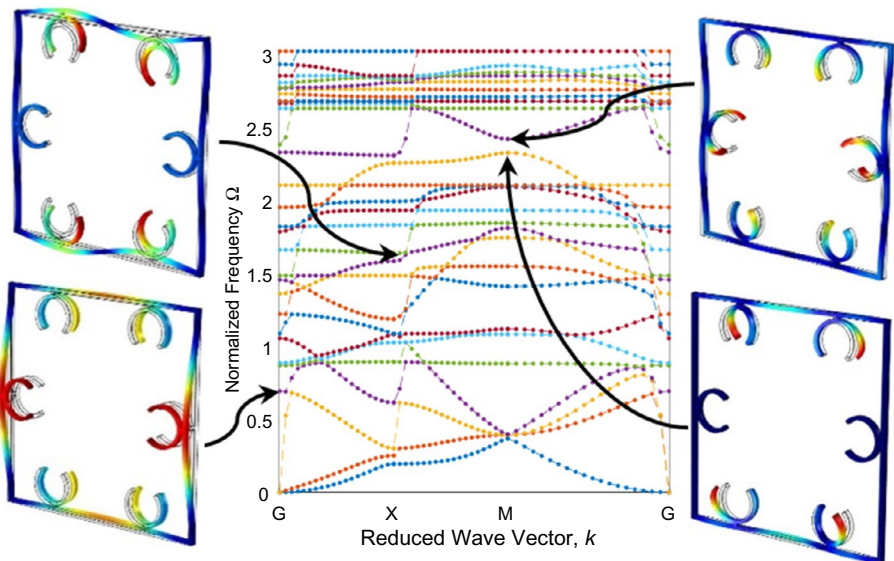 3
2.5
2
1.5
1
0.5
0
Normalized Frequency Ω
G X M G
Reduced Wave Vector, k